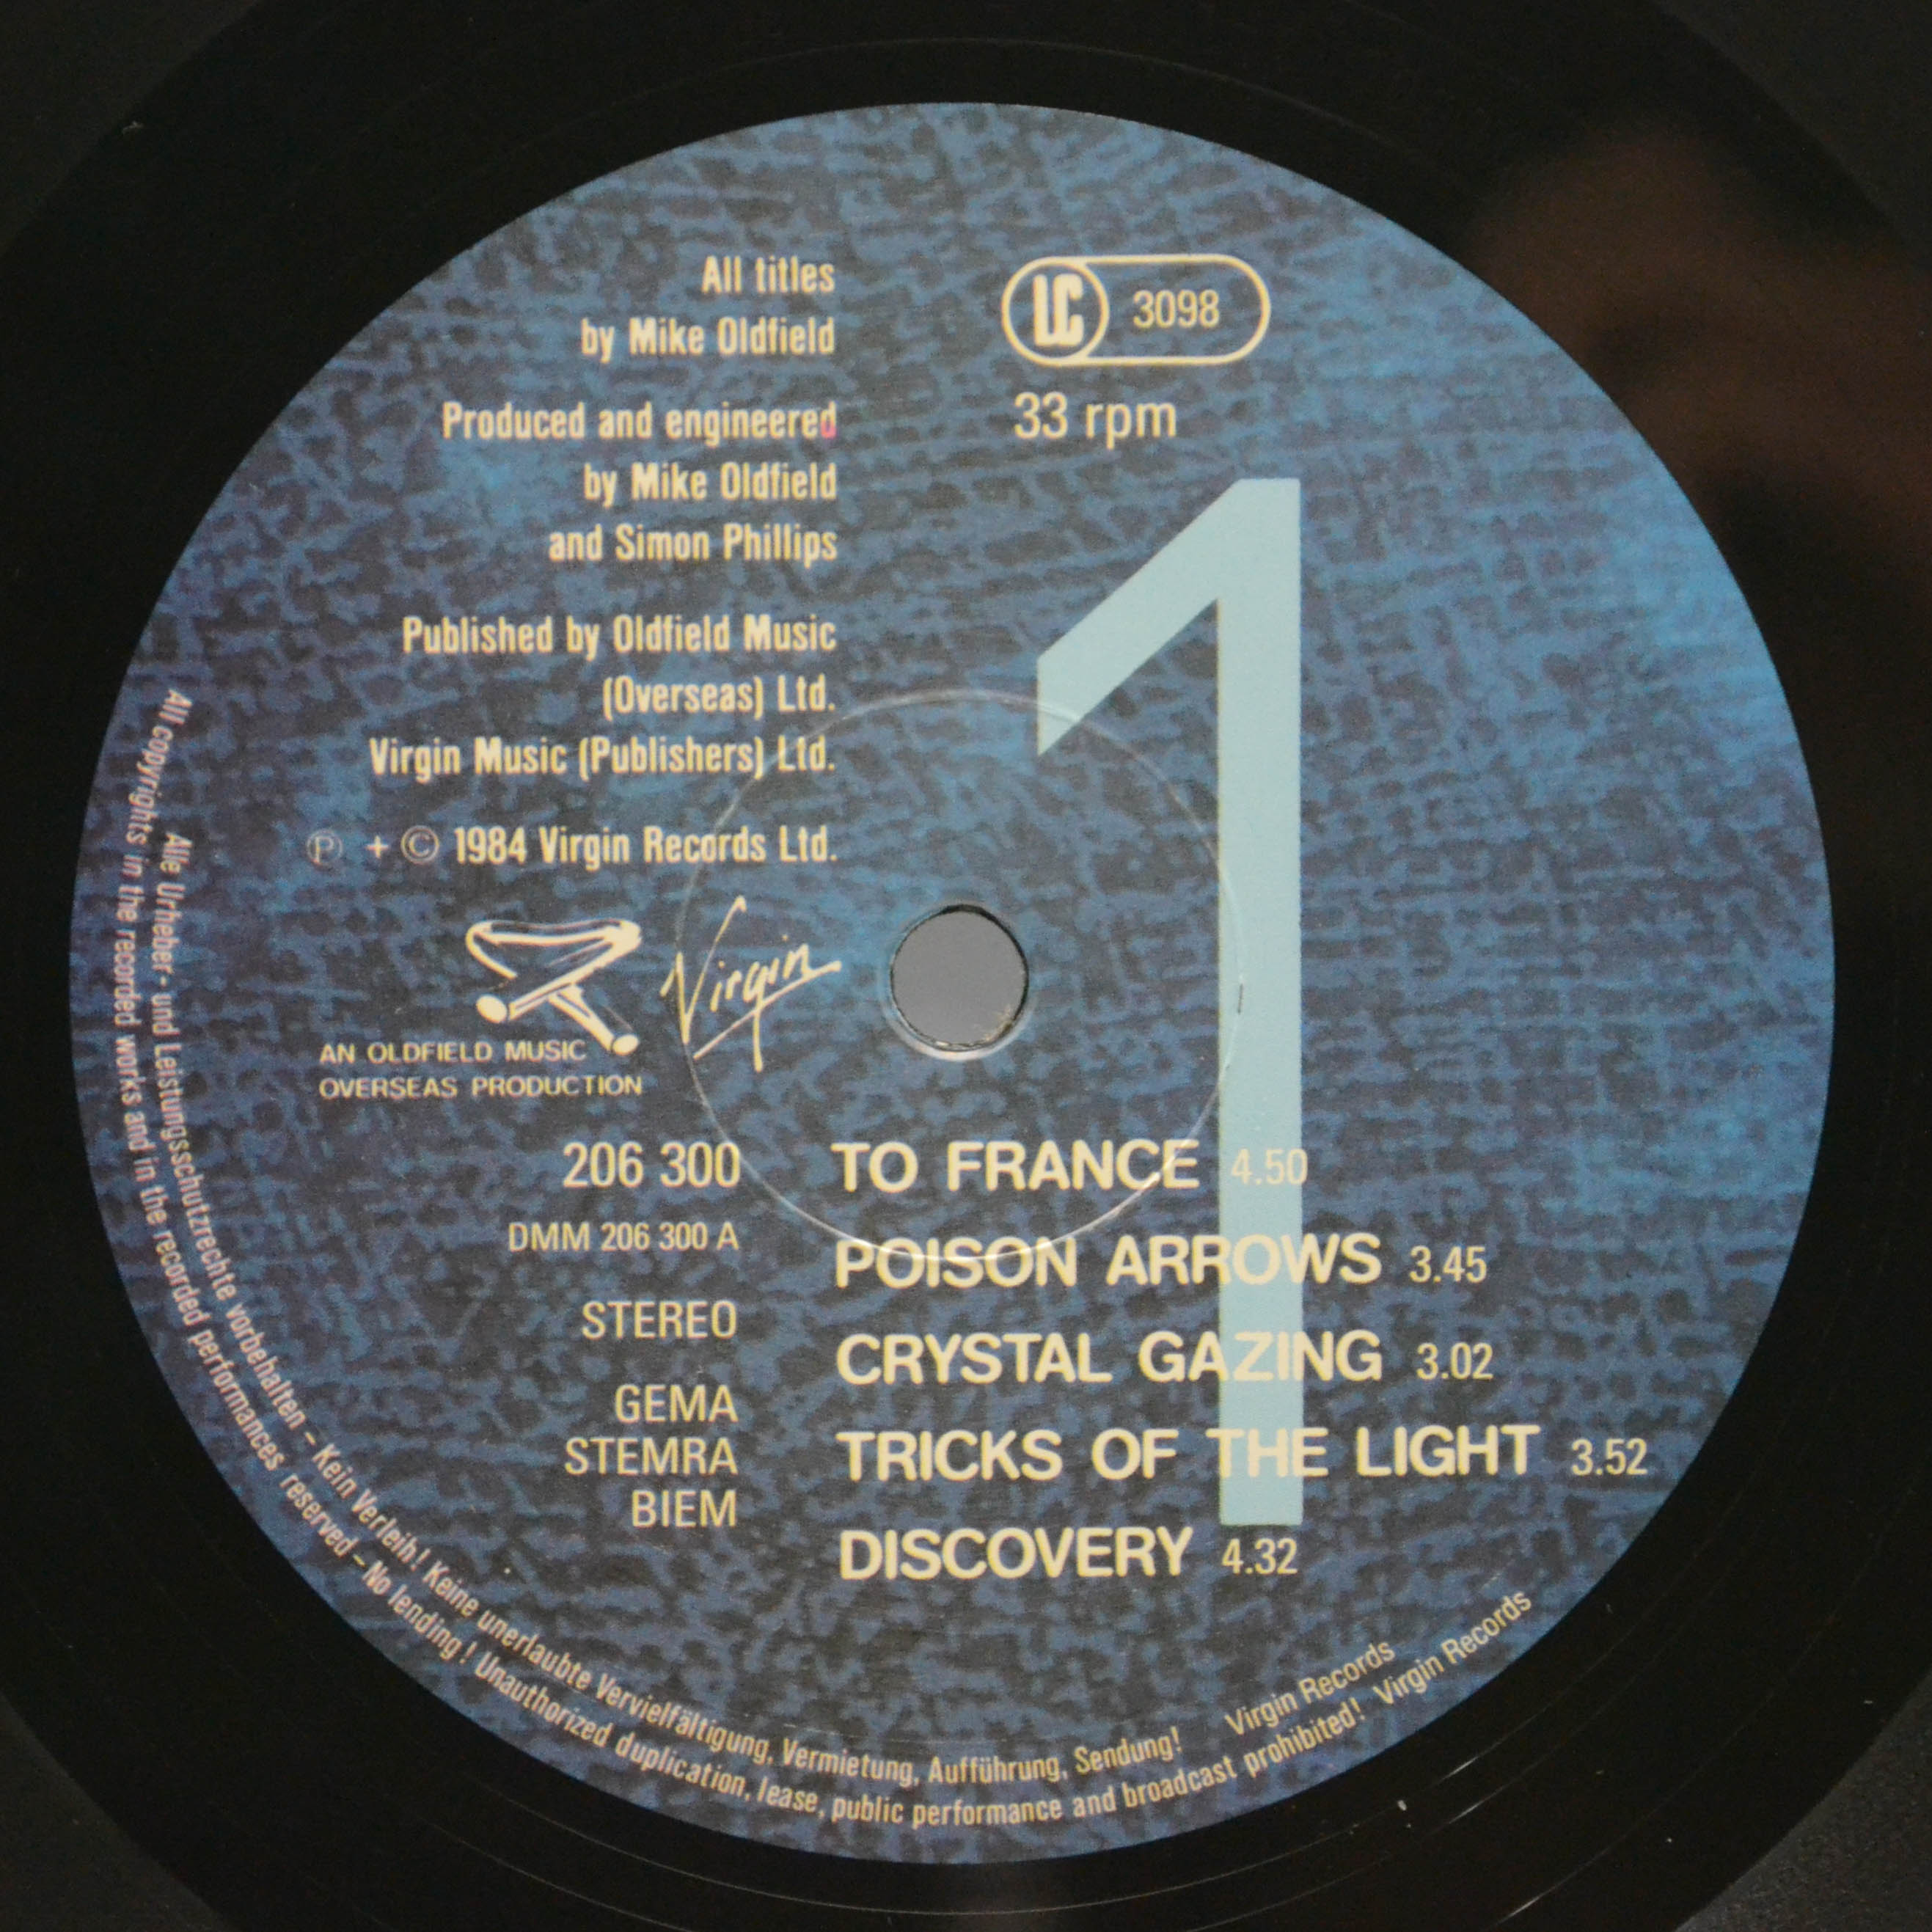 All titles
by Mike Oldfield
Produced and engineered
by Mike Oldfield
and Simon Phillips
Published by Oldfield Music
(Overseas) Ltd.
Virgin Music (Publishers) Ltd.
Ⓟ + © 1984 Virgin Records Ltd.
LC 3098
33 rpm
1
Virgin
AN OLDFIELD MUSIC
OVERSEAS PRODUCTION
206 300
DMM 206 300 A
STEREO
GEMA
STEMRA
BIEM
TO FRANCE 4.50
POISON ARROWS 3.45
CRYSTAL GAZING 3.02
TRICKS OF THE LIGHT 3.52
DISCOVERY 4.32
Alle Urheber- und Leistungsschutzrechte vorbehalten – Kein Verleih! Keine unerlaubte Vervielfältigung, Vermietung, Aufführung, Sendung! Virgin Records
All copyrights in the recorded works and in the recorded performances reserved – No lending! Unauthorized duplication, lease, public performance and broadcast prohibited! Virgin Records